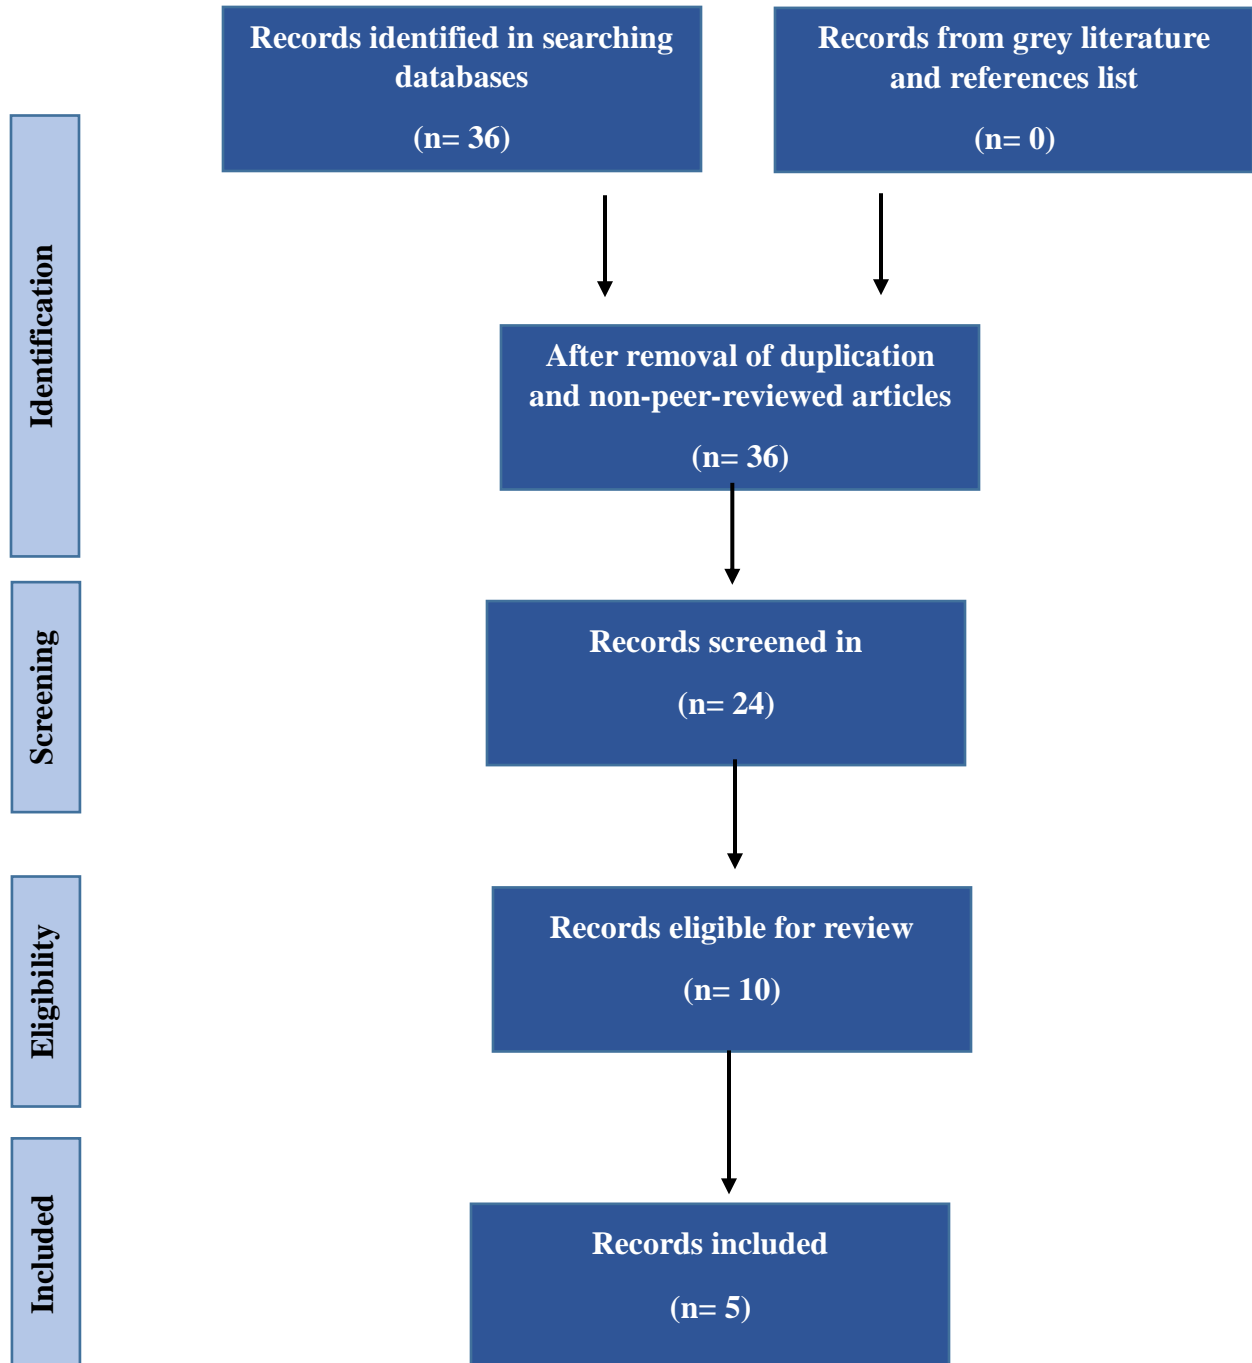 Records identified in searching
databases
(n= 36)
Records from grey literature
and references list
(n= 0)
Identification
After removal of duplication
and non-peer-reviewed articles
(n= 36)
Screening
Records screened in
(n= 24)
Eligibility
Records eligible for review
(n= 10)
Included
Records included
(n= 5)